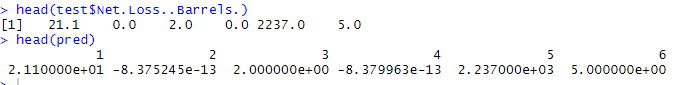 > head(test$Net.Loss..Barrels.)
[1]   21.1    0.0    2.0    0.0 2237.0    5.0
> head(pred)
            1             2             3             4             5             6
 2.110000e+01 -8.375245e-13  2.000000e+00 -8.379963e-13  2.237000e+03  5.000000e+00
>